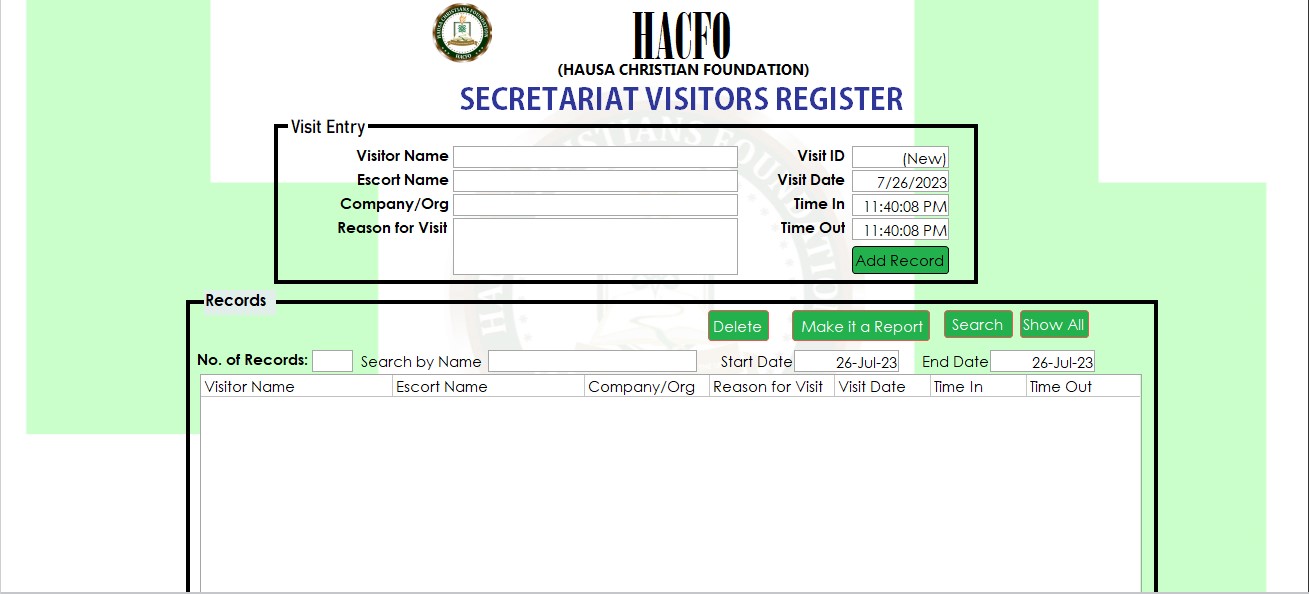 HACFO
(HAUSA CHRISTIAN FOUNDATION)
SECRETARIAT VISITORS REGISTER
Visit Entry
Visitor Name
Visit ID (New)
Escort Name
Visit Date 7/26/2023
Company/Org
Time In 11:40:08 PM
Reason for Visit
Time Out 11:40:08 PM
Add Record
Records
Delete Make it a Report Search Show All
No. of Records: Search by Name Start Date 26-Jul-23 End Date 26-Jul-23
Visitor Name Escort Name Company/Org Reason for Visit Visit Date Time In Time Out